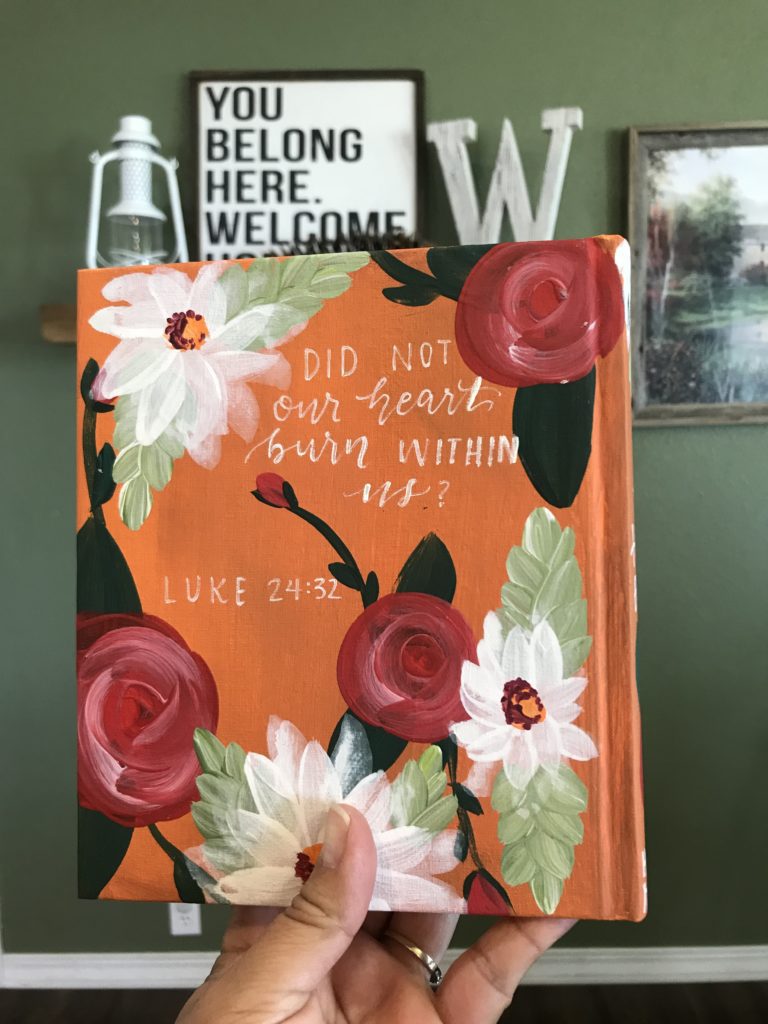 YOU
BELONG
HERE.
WELCOME
W
DID NOT
our heart
burn WITHIN
us?
LUKE 24:32